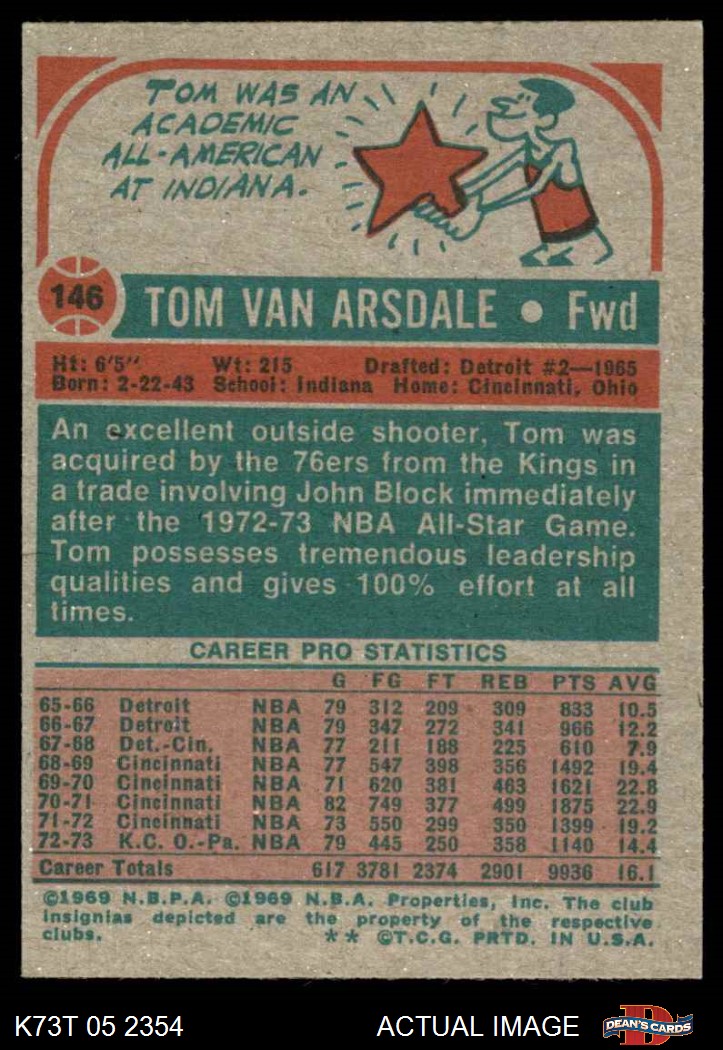 TOM WAS AN
ACADEMIC
ALL-AMERICAN
AT INDIANA.
146
TOM VAN ARSDALE • Fwd
Ht: 6'5" Wt: 215 Drafted: Detroit #2—1965
Born: 2-22-43 School: Indiana Home: Cincinnati, Ohio
An excellent outside shooter, Tom was
acquired by the 76ers from the Kings in
a trade involving John Block immediately
after the 1972-73 NBA All-Star Game.
Tom possesses tremendous leadership
qualities and gives 100% effort at all
times.
CAREER PRO STATISTICS
G FG FT REB PTS AVG
65-66 Detroit NBA 79 312 209 309 833 10.5
66-67 Detroit NBA 79 347 272 341 966 12.2
67-68 Det.-Cin. NBA 77 211 188 225 610 7.9
68-69 Cincinnati NBA 77 547 398 356 1492 19.4
69-70 Cincinnati NBA 71 620 381 463 1621 22.8
70-71 Cincinnati NBA 82 749 377 499 1875 22.9
71-72 Cincinnati NBA 73 550 299 350 1399 19.2
72-73 K.C. O.-Pa. NBA 79 445 250 358 1140 14.4
Career Totals 617 3781 2374 2901 9936 16.1
©1969 N.B.P.A. ©1969 N.B.A. Properties, Inc. The club
insignias depicted are the property of the respective
clubs. ** ©T.C.G. PRTD. IN U.S.A.
K73T 05 2354 ACTUAL IMAGE DEAN'S CARDS